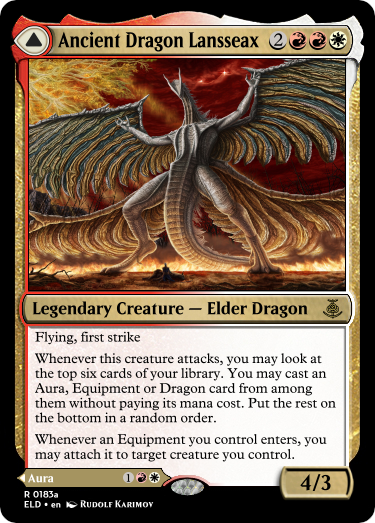 Ancient Dragon Lansseax 2
Legendary Creature — Elder Dragon
Flying, first strike
Whenever this creature attacks, you may look at
the top six cards of your library. You may cast an
Aura, Equipment or Dragon card from among
them without paying its mana cost. Put the rest on
the bottom in a random order.
Whenever an Equipment you control enters, you
may attach it to target creature you control.
Aura 1
4/3
R 0183a
ELD • en Rudolf Karimov